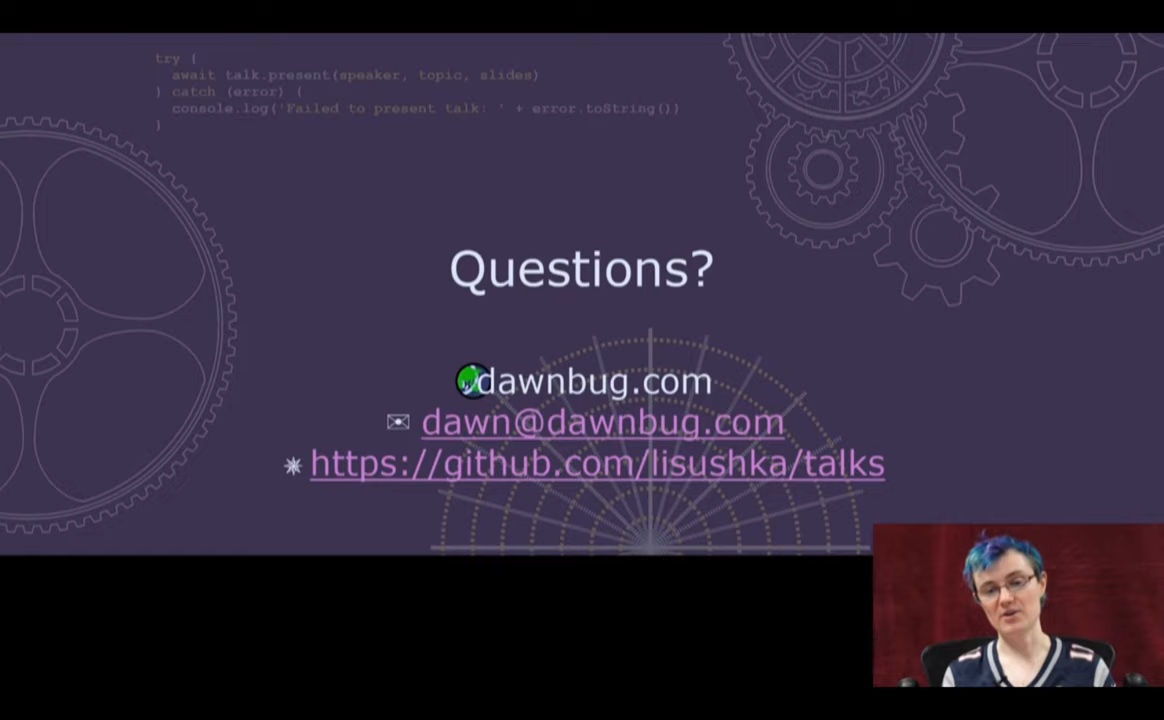 try {
await talk.present(speaker, topic, slides)
} catch (error) {
console.log('Failed to present talk: ' + error.toString())
}
Questions?
dawnbug.com
dawn@dawnbug.com
https://github.com/lisushka/talks